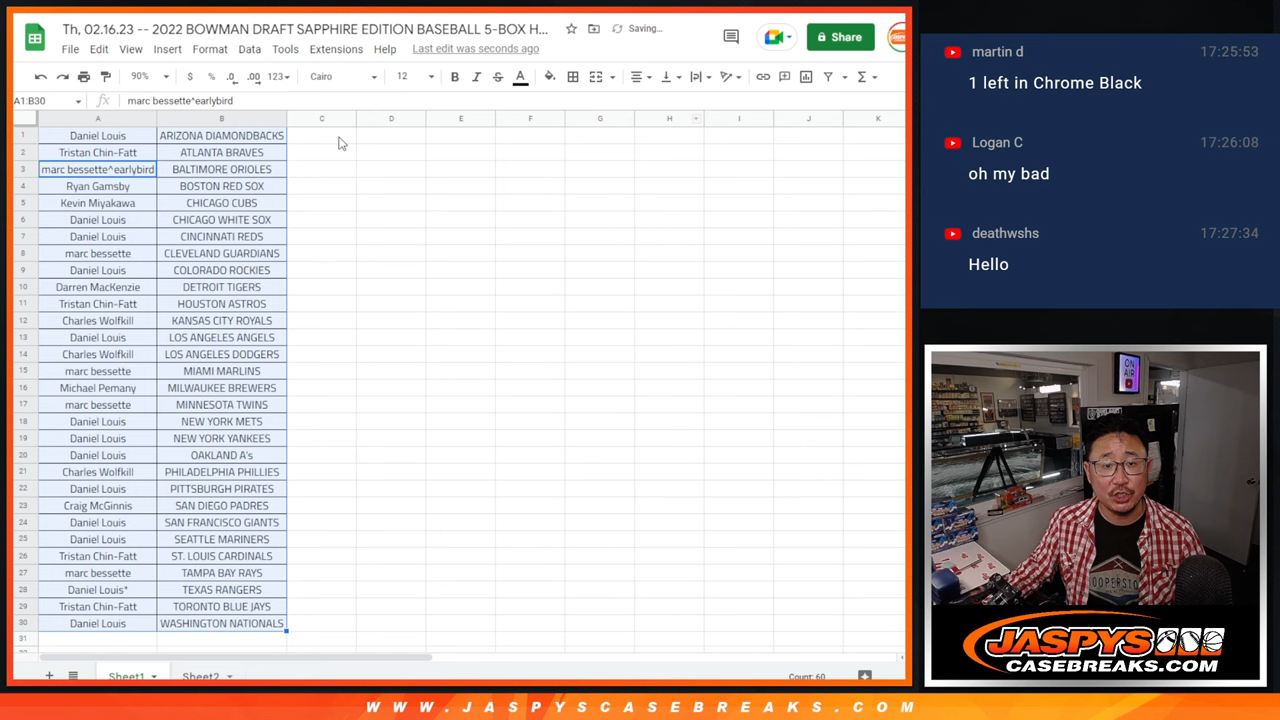 Th, 02.16.23 -- 2022 BOWMAN DRAFT SAPPHIRE EDITION BASEBALL 5-BOX H...
Saving...
Share
File Edit View Insert Format Data Tools Extensions Help Last edit was seconds ago
90% $ % .0 .00 123 Cairo 12 B I S A
A1:B30 fx marc bessette^earlybird
A B C D E F G H I J K
1 Daniel Louis ARIZONA DIAMONDBACKS
2 Tristan Chin-Fatt ATLANTA BRAVES
3 marc bessette^earlybird BALTIMORE ORIOLES
4 Ryan Gamsby BOSTON RED SOX
5 Kevin Miyakawa CHICAGO CUBS
6 Daniel Louis CHICAGO WHITE SOX
7 Daniel Louis CINCINNATI REDS
8 marc bessette CLEVELAND GUARDIANS
9 Daniel Louis COLORADO ROCKIES
10 Darren MacKenzie DETROIT TIGERS
11 Tristan Chin-Fatt HOUSTON ASTROS
12 Charles Wolfkill KANSAS CITY ROYALS
13 Daniel Louis LOS ANGELES ANGELS
14 Charles Wolfkill LOS ANGELES DODGERS
15 marc bessette MIAMI MARLINS
16 Michael Pemany MILWAUKEE BREWERS
17 marc bessette MINNESOTA TWINS
18 Daniel Louis NEW YORK METS
19 Daniel Louis NEW YORK YANKEES
20 Daniel Louis OAKLAND A's
21 Charles Wolfkill PHILADELPHIA PHILLIES
22 Daniel Louis PITTSBURGH PIRATES
23 Craig McGinnis SAN DIEGO PADRES
24 Daniel Louis SAN FRANCISCO GIANTS
25 Daniel Louis SEATTLE MARINERS
26 Tristan Chin-Fatt ST. LOUIS CARDINALS
27 marc bessette TAMPA BAY RAYS
28 Daniel Louis* TEXAS RANGERS
29 Tristan Chin-Fatt TORONTO BLUE JAYS
30 Daniel Louis WASHINGTON NATIONALS
31
Sheet1 Sheet2 Count: 60
martin d 17:25:53
1 left in Chrome Black
Logan C 17:26:08
oh my bad
deathwshs 17:27:34
Hello
ON
AIR
JASPYS
CASEBREAKS.COM
WWW.JASPYSCASEBREAKS.COM